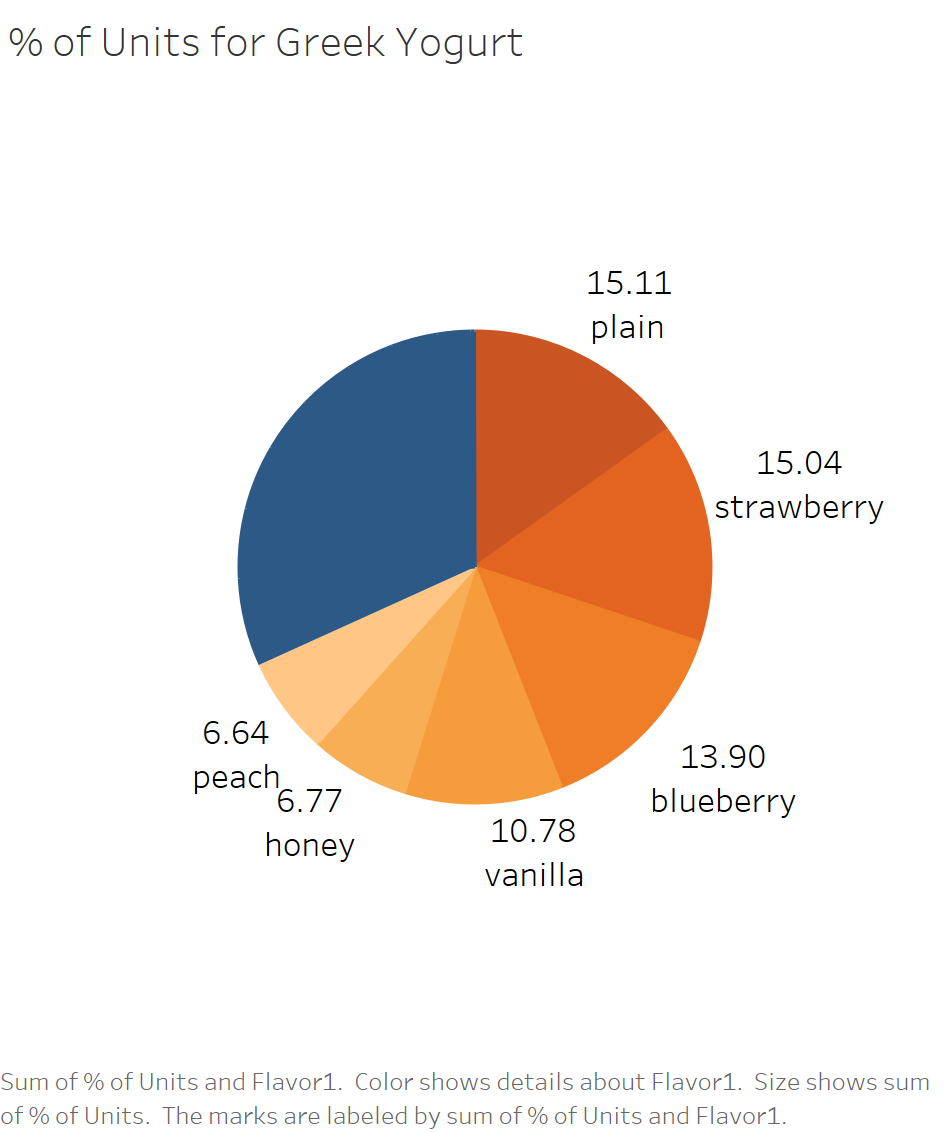 % of Units for Greek Yogurt
15.11
plain
15.04
strawberry
13.90
blueberry
10.78
vanilla
6.77
honey
6.64
peach
Sum of % of Units and Flavor1.  Color shows details about Flavor1.  Size shows sum
of % of Units.  The marks are labeled by sum of % of Units and Flavor1.